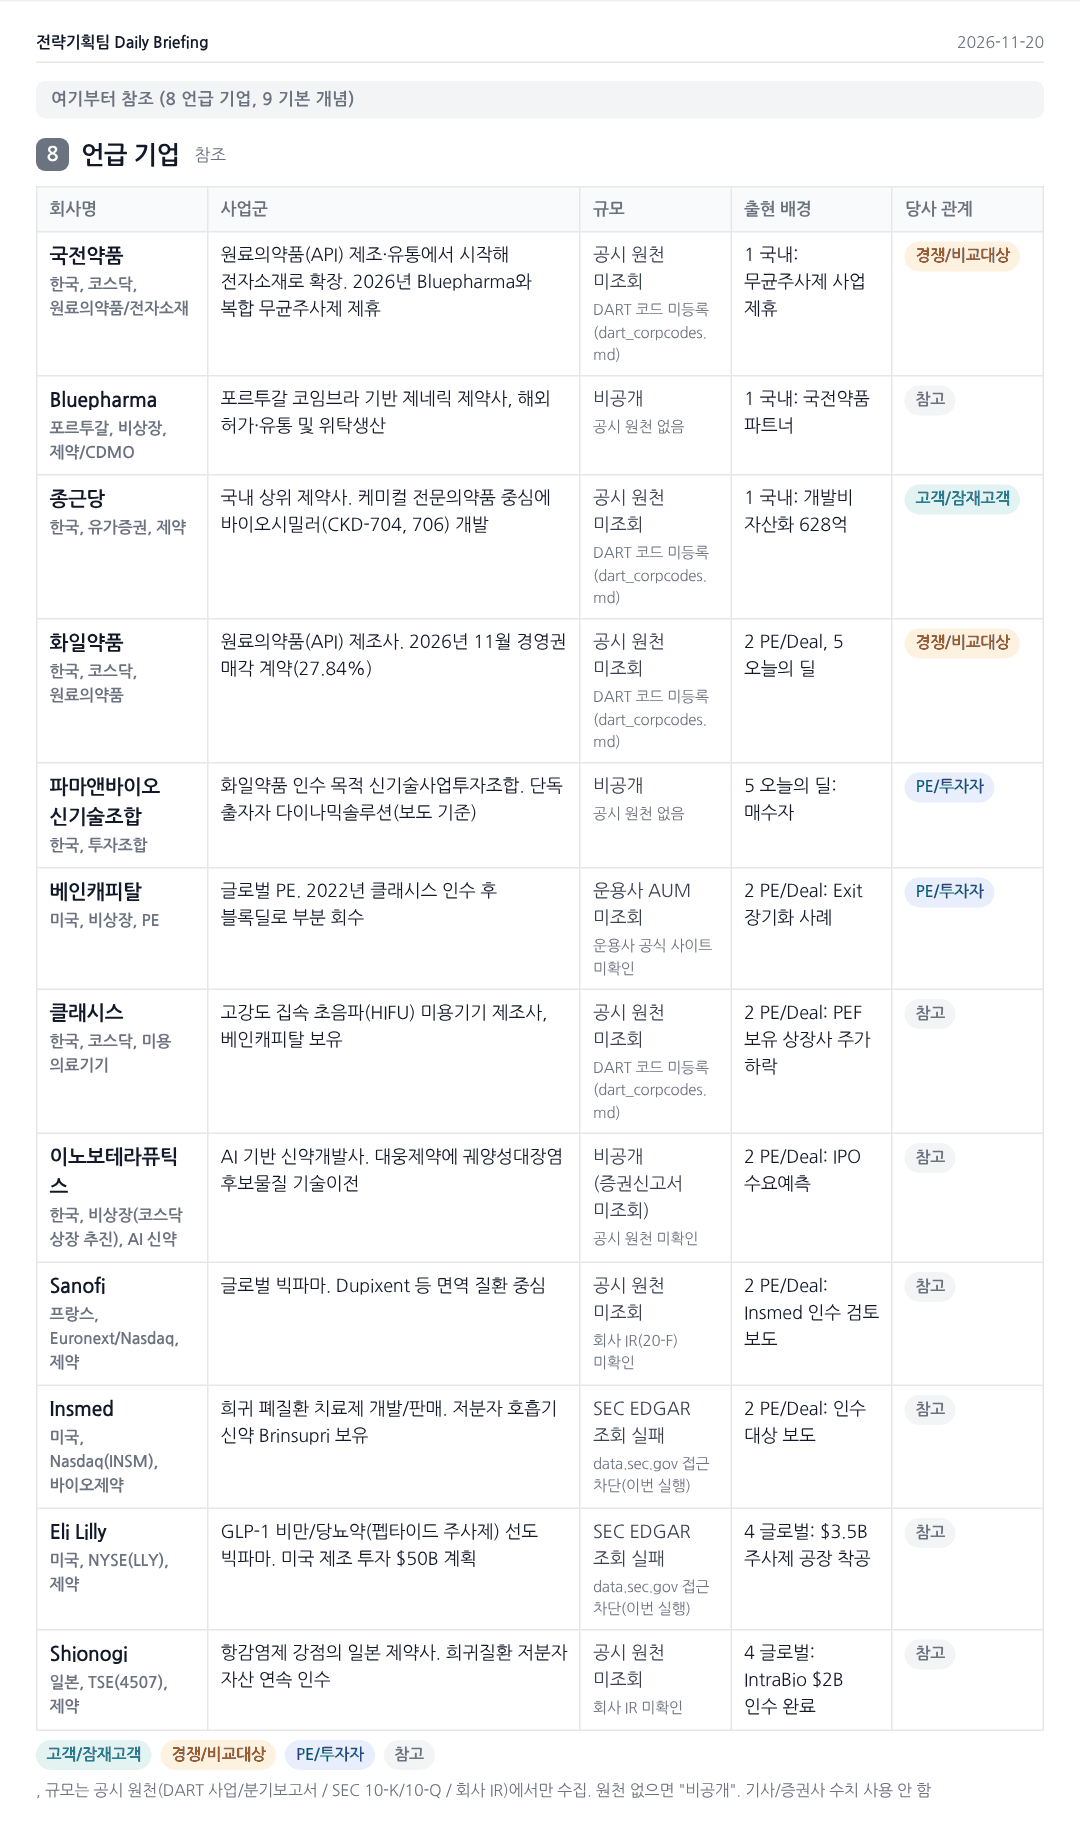 전략기획팀 Daily Briefing
2026-11-20
여기부터 참조 (8 언급 기업, 9 기본 개념)
8 언급 기업 참조
회사명 사업군 규모 출현 배경 당사 관계
국전약품
한국, 코스닥,
원료의약품/전자소재
원료의약품(API) 제조·유통에서 시작해
전자소재로 확장. 2026년 Bluepharma와
복합 무균주사제 제휴
공시 원천
미조회
DART 코드 미등록
(dart_corpcodes.
md)
1 국내:
무균주사제 사업
제휴
경쟁/비교대상
Bluepharma
포르투갈, 비상장,
제약/CDMO
포르투갈 코임브라 기반 제네릭 제약사, 해외
허가·유통 및 위탁생산
비공개
공시 원천 없음
1 국내: 국전약품
파트너
참고
종근당
한국, 유가증권, 제약
국내 상위 제약사. 케미컬 전문의약품 중심에
바이오시밀러(CKD-704, 706) 개발
공시 원천
미조회
DART 코드 미등록
(dart_corpcodes.
md)
1 국내: 개발비
자산화 628억
고객/잠재고객
화일약품
한국, 코스닥,
원료의약품
원료의약품(API) 제조사. 2026년 11월 경영권
매각 계약(27.84%)
공시 원천
미조회
DART 코드 미등록
(dart_corpcodes.
md)
2 PE/Deal, 5
오늘의 딜
경쟁/비교대상
파마앤바이오
신기술조합
한국, 투자조합
화일약품 인수 목적 신기술사업투자조합. 단독
출자자 다이나믹솔루션(보도 기준)
비공개
공시 원천 없음
5 오늘의 딜:
매수자
PE/투자자
베인캐피탈
미국, 비상장, PE
글로벌 PE. 2022년 클래시스 인수 후
블록딜로 부분 회수
운용사 AUM
미조회
운용사 공식 사이트
미확인
2 PE/Deal: Exit
장기화 사례
PE/투자자
클래시스
한국, 코스닥, 미용
의료기기
고강도 집속 초음파(HIFU) 미용기기 제조사,
베인캐피탈 보유
공시 원천
미조회
DART 코드 미등록
(dart_corpcodes.
md)
2 PE/Deal: PEF
보유 상장사 주가
하락
참고
이노보테라퓨틱
스
한국, 비상장(코스닥
상장 추진), AI 신약
AI 기반 신약개발사. 대웅제약에 궤양성대장염
후보물질 기술이전
비공개
(증권신고서
미조회)
공시 원천 미확인
2 PE/Deal: IPO
수요예측
참고
Sanofi
프랑스,
Euronext/Nasdaq,
제약
글로벌 빅파마. Dupixent 등 면역 질환 중심
공시 원천
미조회
회사 IR(20-F)
미확인
2 PE/Deal:
Insmed 인수 검토
보도
참고
Insmed
미국,
Nasdaq(INSM),
바이오제약
희귀 폐질환 치료제 개발/판매. 저분자 호흡기
신약 Brinsupri 보유
SEC EDGAR
조회 실패
data.sec.gov 접근
차단(이번 실행)
2 PE/Deal: 인수
대상 보도
참고
Eli Lilly
미국, NYSE(LLY),
제약
GLP-1 비만/당뇨약(펩타이드 주사제) 선도
빅파마. 미국 제조 투자 $50B 계획
SEC EDGAR
조회 실패
data.sec.gov 접근
차단(이번 실행)
4 글로벌: $3.5B
주사제 공장 착공
참고
Shionogi
일본, TSE(4507),
제약
항감염제 강점의 일본 제약사. 희귀질환 저분자
자산 연속 인수
공시 원천
미조회
회사 IR 미확인
4 글로벌:
IntraBio $2B
인수 완료
참고
고객/잠재고객 경쟁/비교대상 PE/투자자 참고
, 규모는 공시 원천(DART 사업/분기보고서 / SEC 10-K/10-Q / 회사 IR)에서만 수집. 원천 없으면 "비공개". 기사/증권사 수치 사용 안 함